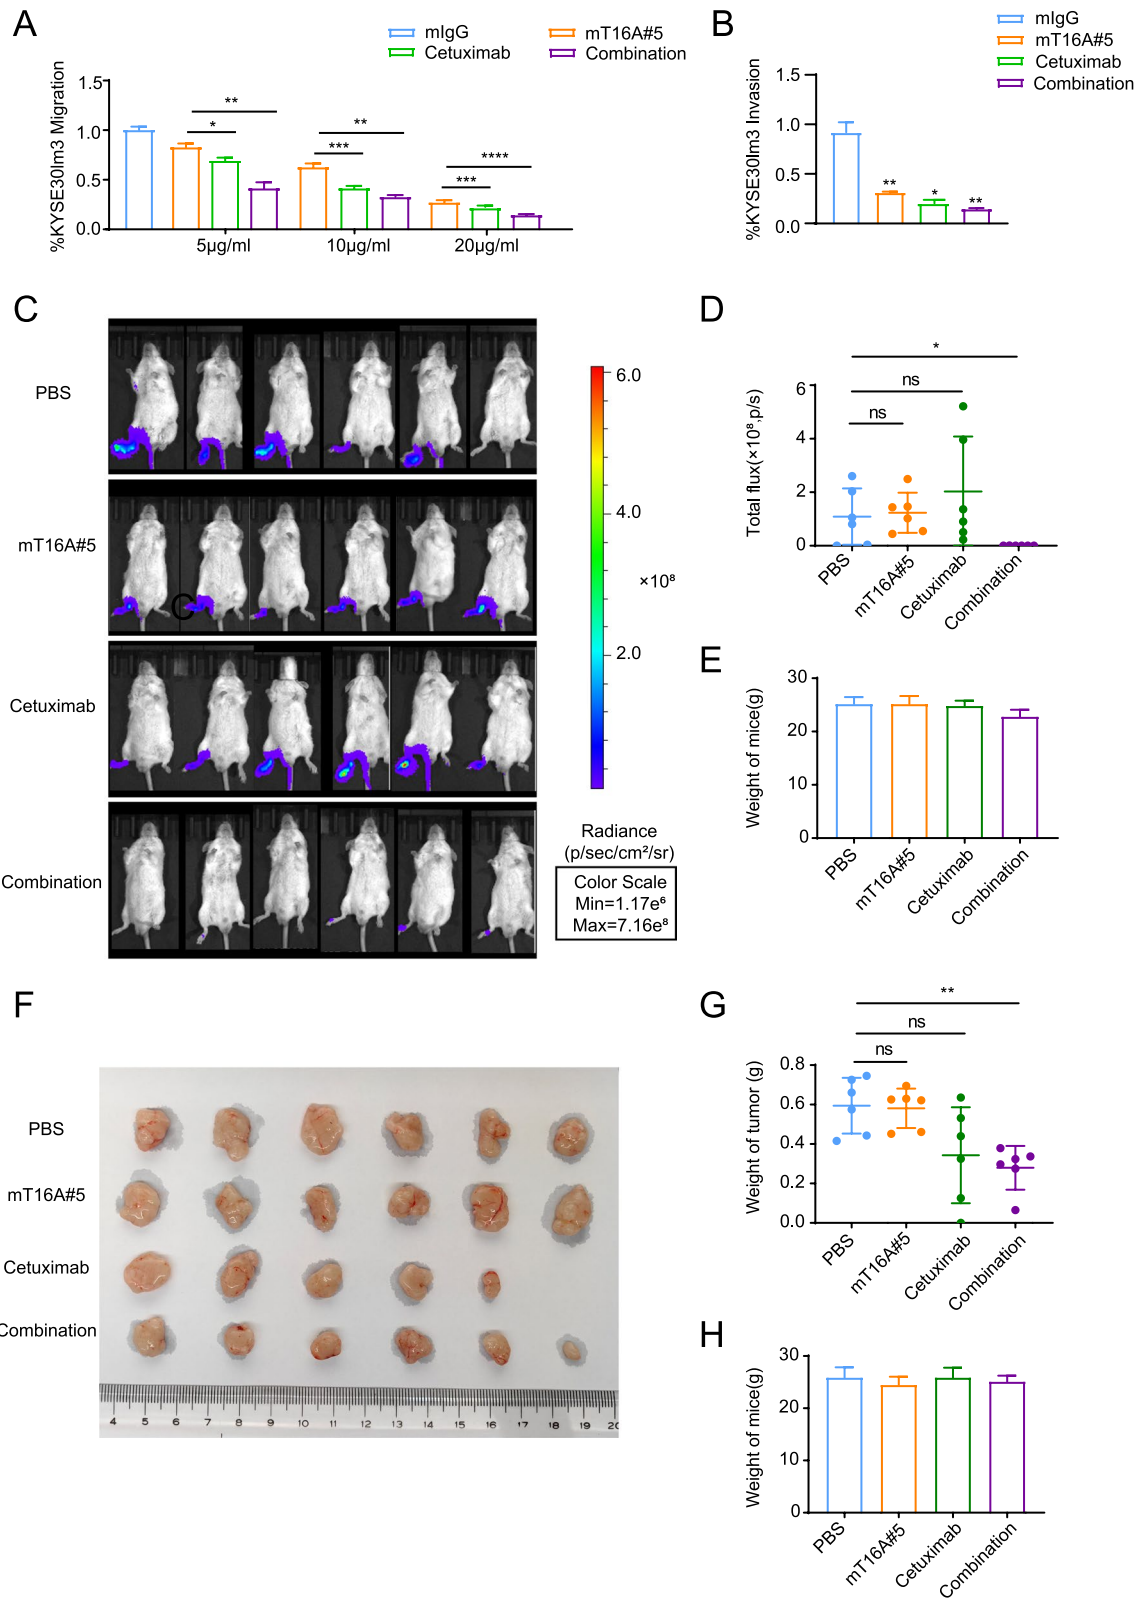 A
mIgG
mT16A#5
Cetuximab
Combination
%KYSE30lm3 Migration
1.5
1.0
0.5
0.0
**
*
**
***
****
***
5µg/ml
10µg/ml
20µg/ml
B
mIgG
mT16A#5
Cetuximab
Combination
%KYSE30lm3 Invasion
1.5
1.0
0.5
0.0
**
*
**
C
PBS
mT16A#5
C
Cetuximab
Combination
6.0
4.0
×10⁸
2.0
Radiance
(p/sec/cm²/sr)
Color Scale
Min=1.17e⁶
Max=7.16e⁸
D
*
ns
ns
Total flux(×10⁸,p/s)
6
4
2
0
PBS
mT16A#5
Cetuximab
Combination
E
Weight of mice(g)
30
20
10
0
PBS
mT16A#5
Cetuximab
Combination
F
PBS
mT16A#5
Cetuximab
Combination
4 5 6 7 8 9 10 11 12 13 14 15 16 17 18 19 20
G
**
ns
ns
Weight of tumor (g)
0.8
0.6
0.4
0.2
0.0
PBS
mT16A#5
Cetuximab
Combination
H
Weight of mice(g)
30
20
10
0
PBS
mT16A#5
Cetuximab
Combination